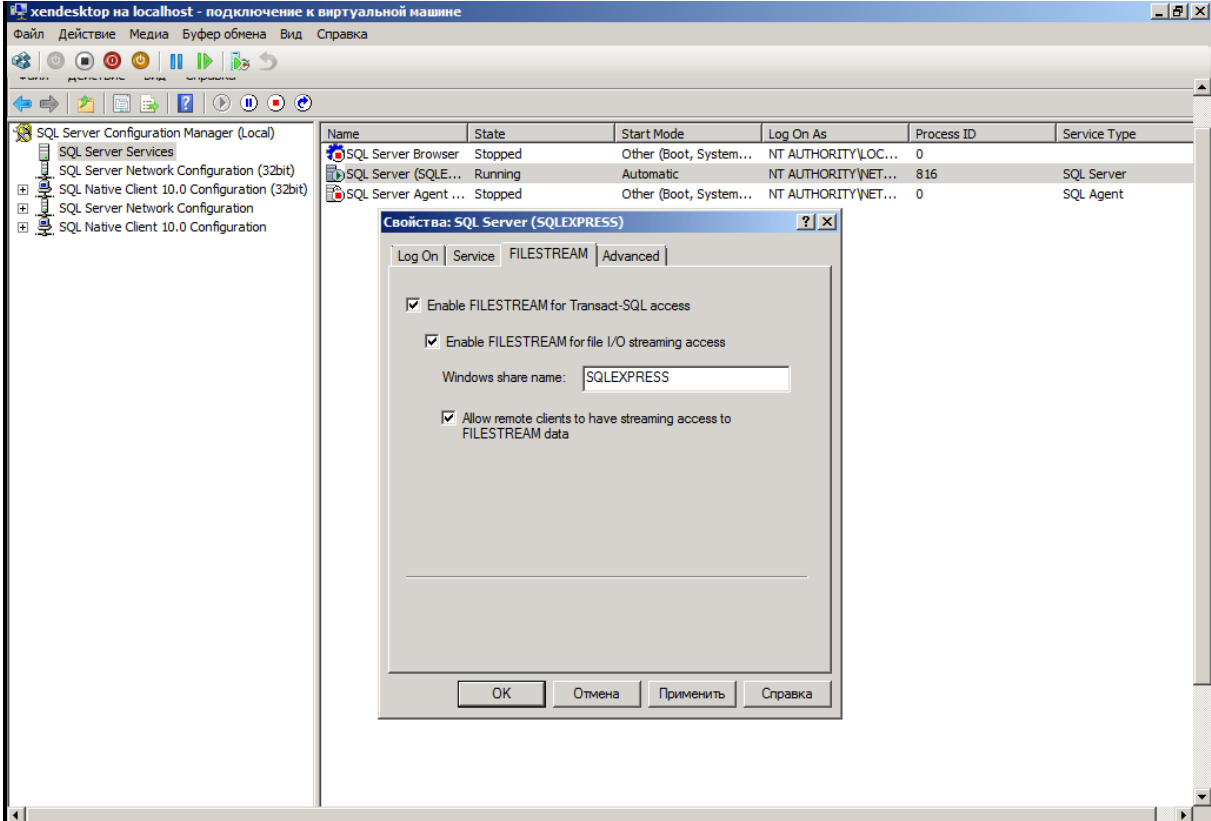 xendesktop на localhost - подключение к виртуальной машине
Файл Действие Медиа Буфер обмена Вид Справка
Файл Действие Вид Справка
SQL Server Configuration Manager (Local)
SQL Server Services
SQL Server Network Configuration (32bit)
SQL Native Client 10.0 Configuration (32bit)
SQL Server Network Configuration
SQL Native Client 10.0 Configuration
Name State Start Mode Log On As Process ID Service Type
SQL Server Browser Stopped Other (Boot, System... NT AUTHORITY\LOC... 0
SQL Server (SQLE... Running Automatic NT AUTHORITY\NET... 816 SQL Server
SQL Server Agent ... Stopped Other (Boot, System... NT AUTHORITY\NET... 0 SQL Agent
Свойства: SQL Server (SQLEXPRESS)
Log On Service FILESTREAM Advanced
Enable FILESTREAM for Transact-SQL access
Enable FILESTREAM for file I/O streaming access
Windows share name: SQLEXPRESS
Allow remote clients to have streaming access to
FILESTREAM data
OK Отмена Применить Справка